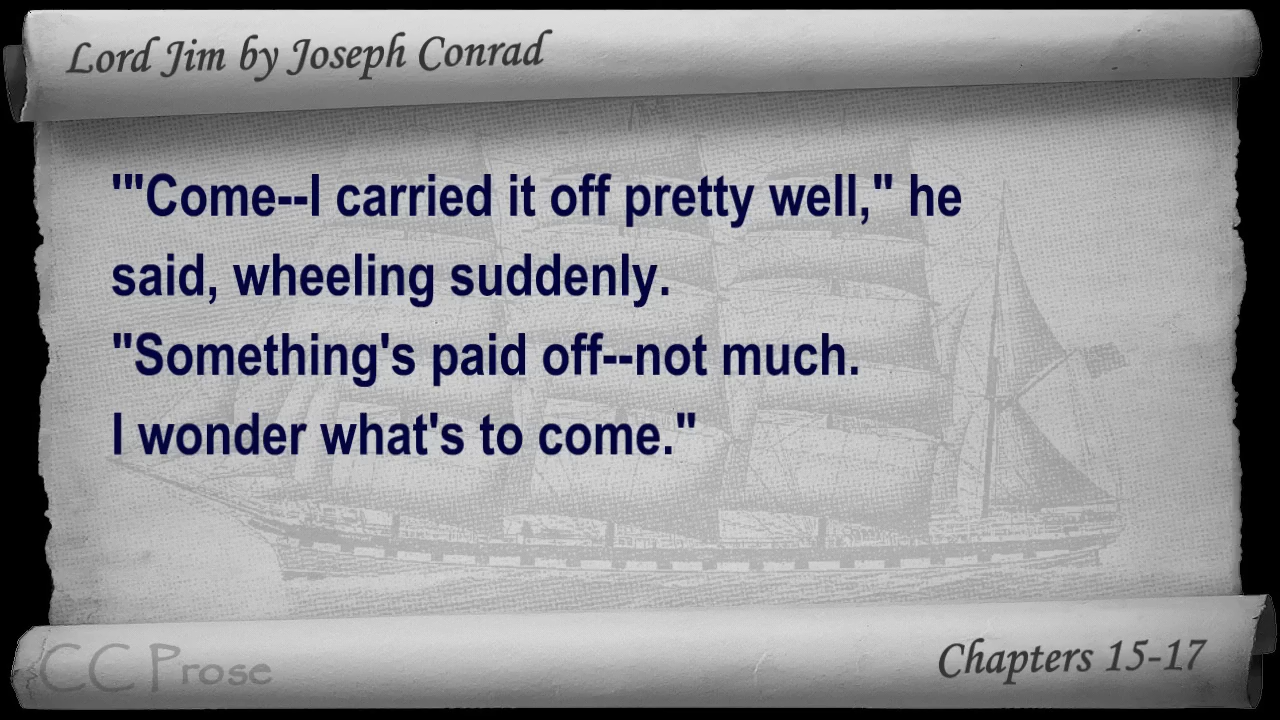 Lord Jim by Joseph Conrad
'"Come--I carried it off pretty well," he
said, wheeling suddenly.
"Something's paid off--not much.
I wonder what's to come."
CC Prose
Chapters 15-17